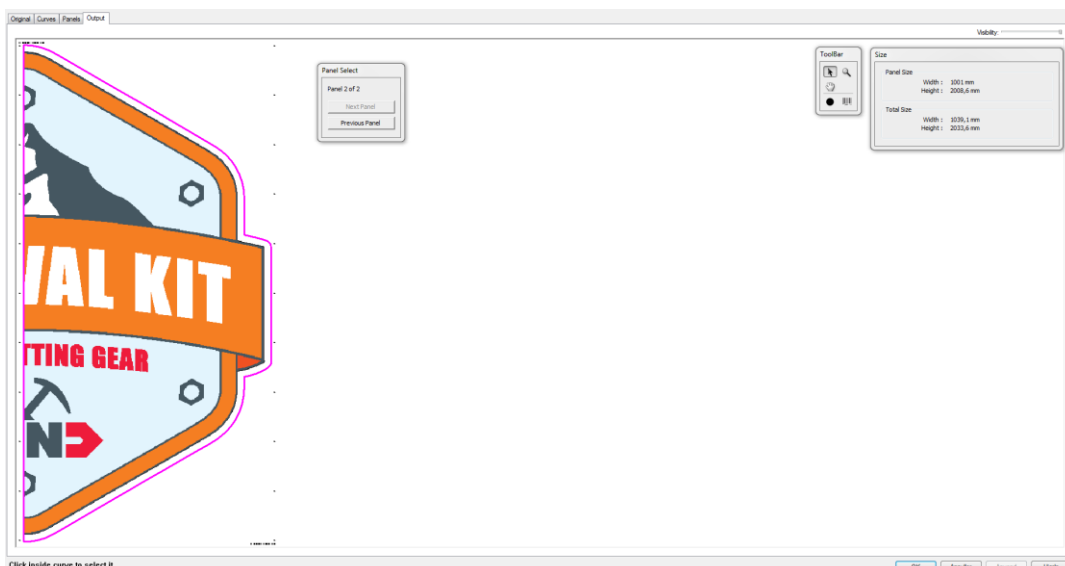 Original Curves Panels Output
Visibility:
Panel Select
Panel 2 of 2
Next Panel
Previous Panel
ToolBar
Size
Panel Size
Width : 1001 mm
Height : 2008,6 mm
Total Size
Width : 1039,1 mm
Height : 2033,6 mm
VAL KIT
TTING GEAR
N
Click inside curve to select it